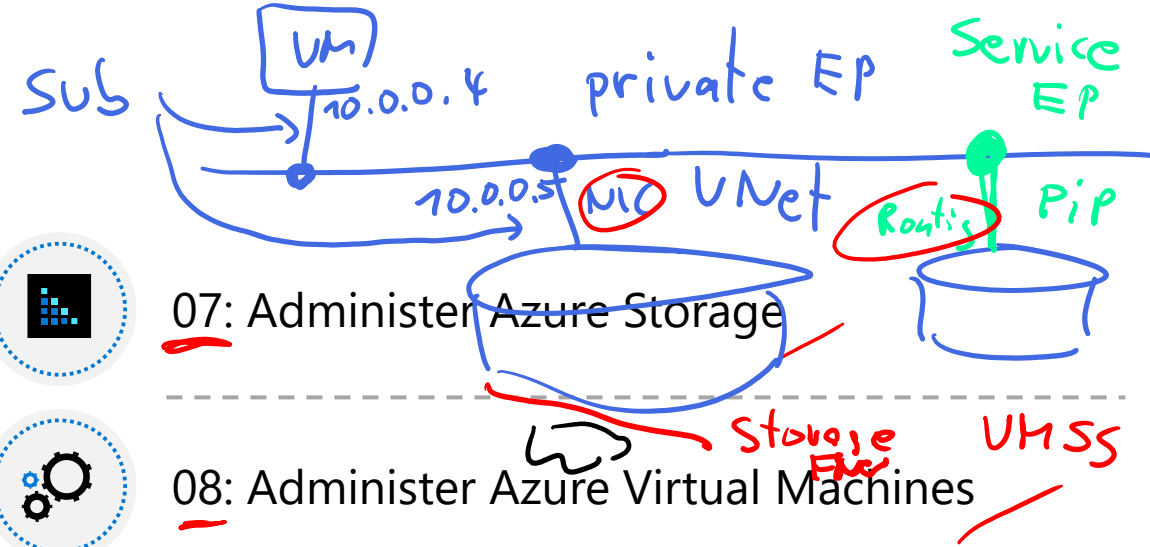 Sub
VM
10.0.0.4
private EP
Service
EP
10.0.0.5
NIC
VNet
Routig
PiP
07: Administer Azure Storage
Storage
VMSS
08: Administer Azure Virtual Machines